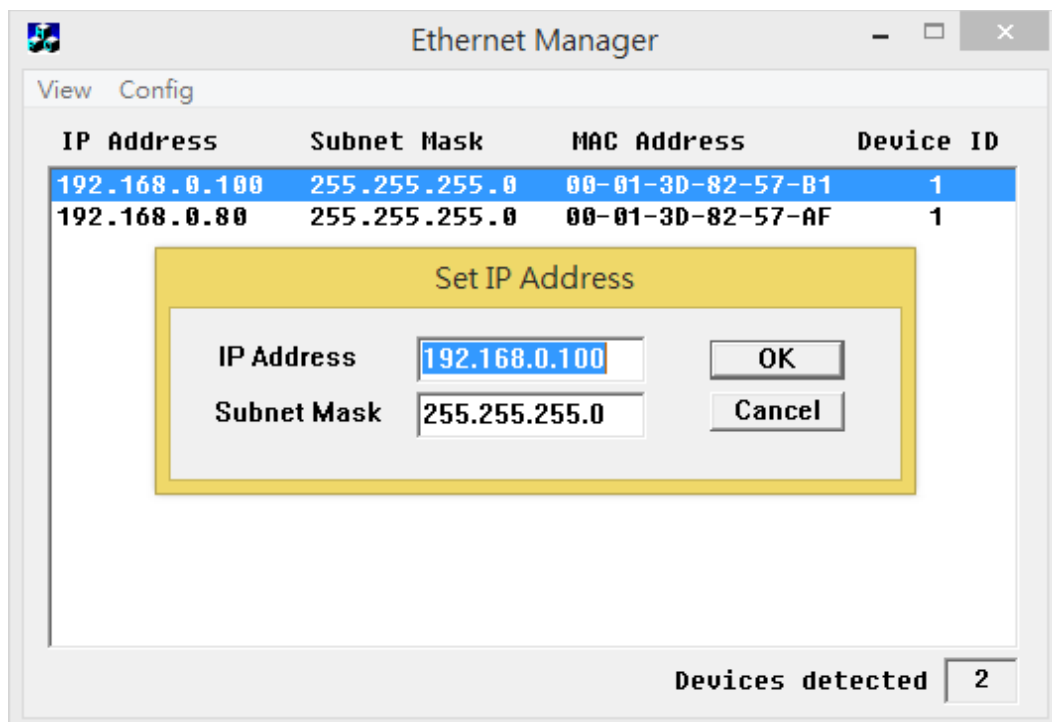 Ethernet Manager
View Config
IP Address Subnet Mask MAC Address Device ID
192.168.0.100 255.255.255.0 00-01-3D-82-57-B1 1
192.168.0.80 255.255.255.0 00-01-3D-82-57-AF 1
Set IP Address
IP Address 192.168.0.100 OK
Subnet Mask 255.255.255.0 Cancel
Devices detected 2